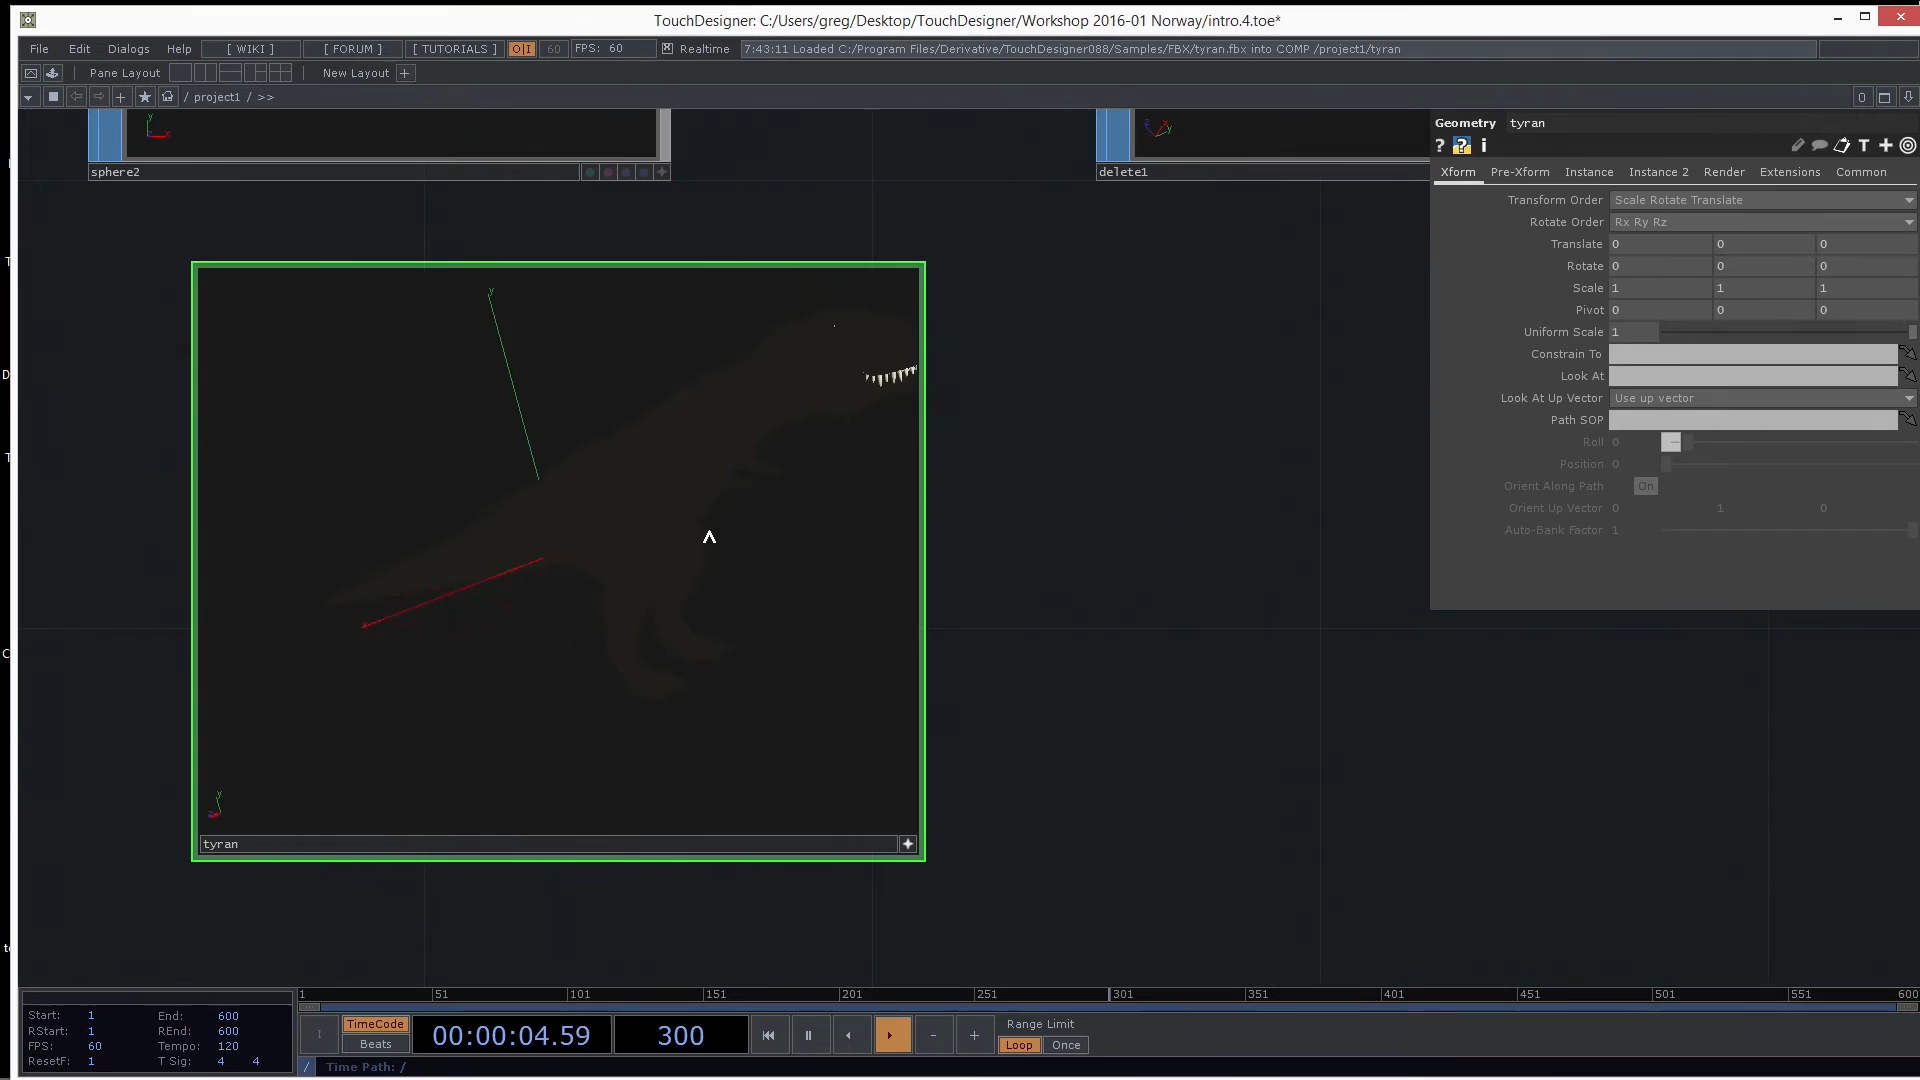 TouchDesigner: C:/Users/greg/Desktop/TouchDesigner/Workshop 2016-01 Norway/intro.4.toe*
File Edit Dialogs Help [ WIKI ] [ FORUM ] [ TUTORIALS ] O|I 60 FPS: 60 Realtime 7:43:11 Loaded C:/Program Files/Derivative/TouchDesigner088/Samples/FBX/tyran.fbx into COMP /project1/tyran
Pane Layout New Layout +
/ project1 / >> 0
y x
z x y
sphere2
delete1
Geometry tyran
? ? i T
Xform Pre-Xform Instance Instance 2 Render Extensions Common
Transform Order Scale Rotate Translate
Rotate Order Rx Ry Rz
Translate 0 0 0
Rotate 0 0 0
Scale 1 1 1
Pivot 0 0 0
Uniform Scale 1
Constrain To
Look At
Look At Up Vector Use up vector
Path SOP
Roll 0
Position 0
Orient Along Path On
Orient Up Vector 0 1 0
Auto-Bank Factor 1
y
y
tyran
1 51 101 151 201 251 301 351 401 451 501 551 600
Start: 1 End: 600
RStart: 1 REnd: 600
FPS: 60 Tempo: 120
ResetF: 1 T Sig: 4 4
I TimeCode Beats 00:00:04.59 300 - + Range Limit
Loop Once
/ Time Path: /